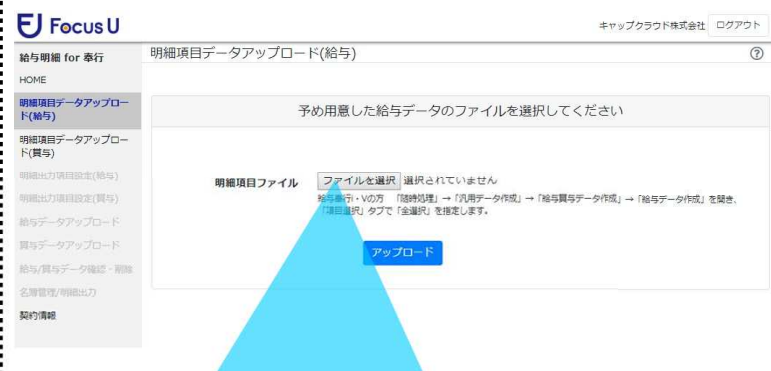 Focus U
キャップクラウド株式会社 ログアウト
給与明細 for 奉行
明細項目データアップロード(給与)
?
HOME
明細項目データアップロー
ド(給与)
予め用意した給与データのファイルを選択してください
明細項目データアップロー
ド(賞与)
明細出力項目設定(給与)
明細出力項目設定(賞与)
給与データアップロード
賞与データアップロード
給与/賞与データ確認・削除
名簿管理/明細出力
契約情報
明細項目ファイル ファイルを選択 選択されていません
給与奉行i・Vの方 「随時処理」→「汎用データ作成」→「給与賞与データ作成」→「給与データ作成」を開き、
「項目選択」タブで「全選択」を指定します。
アップロード